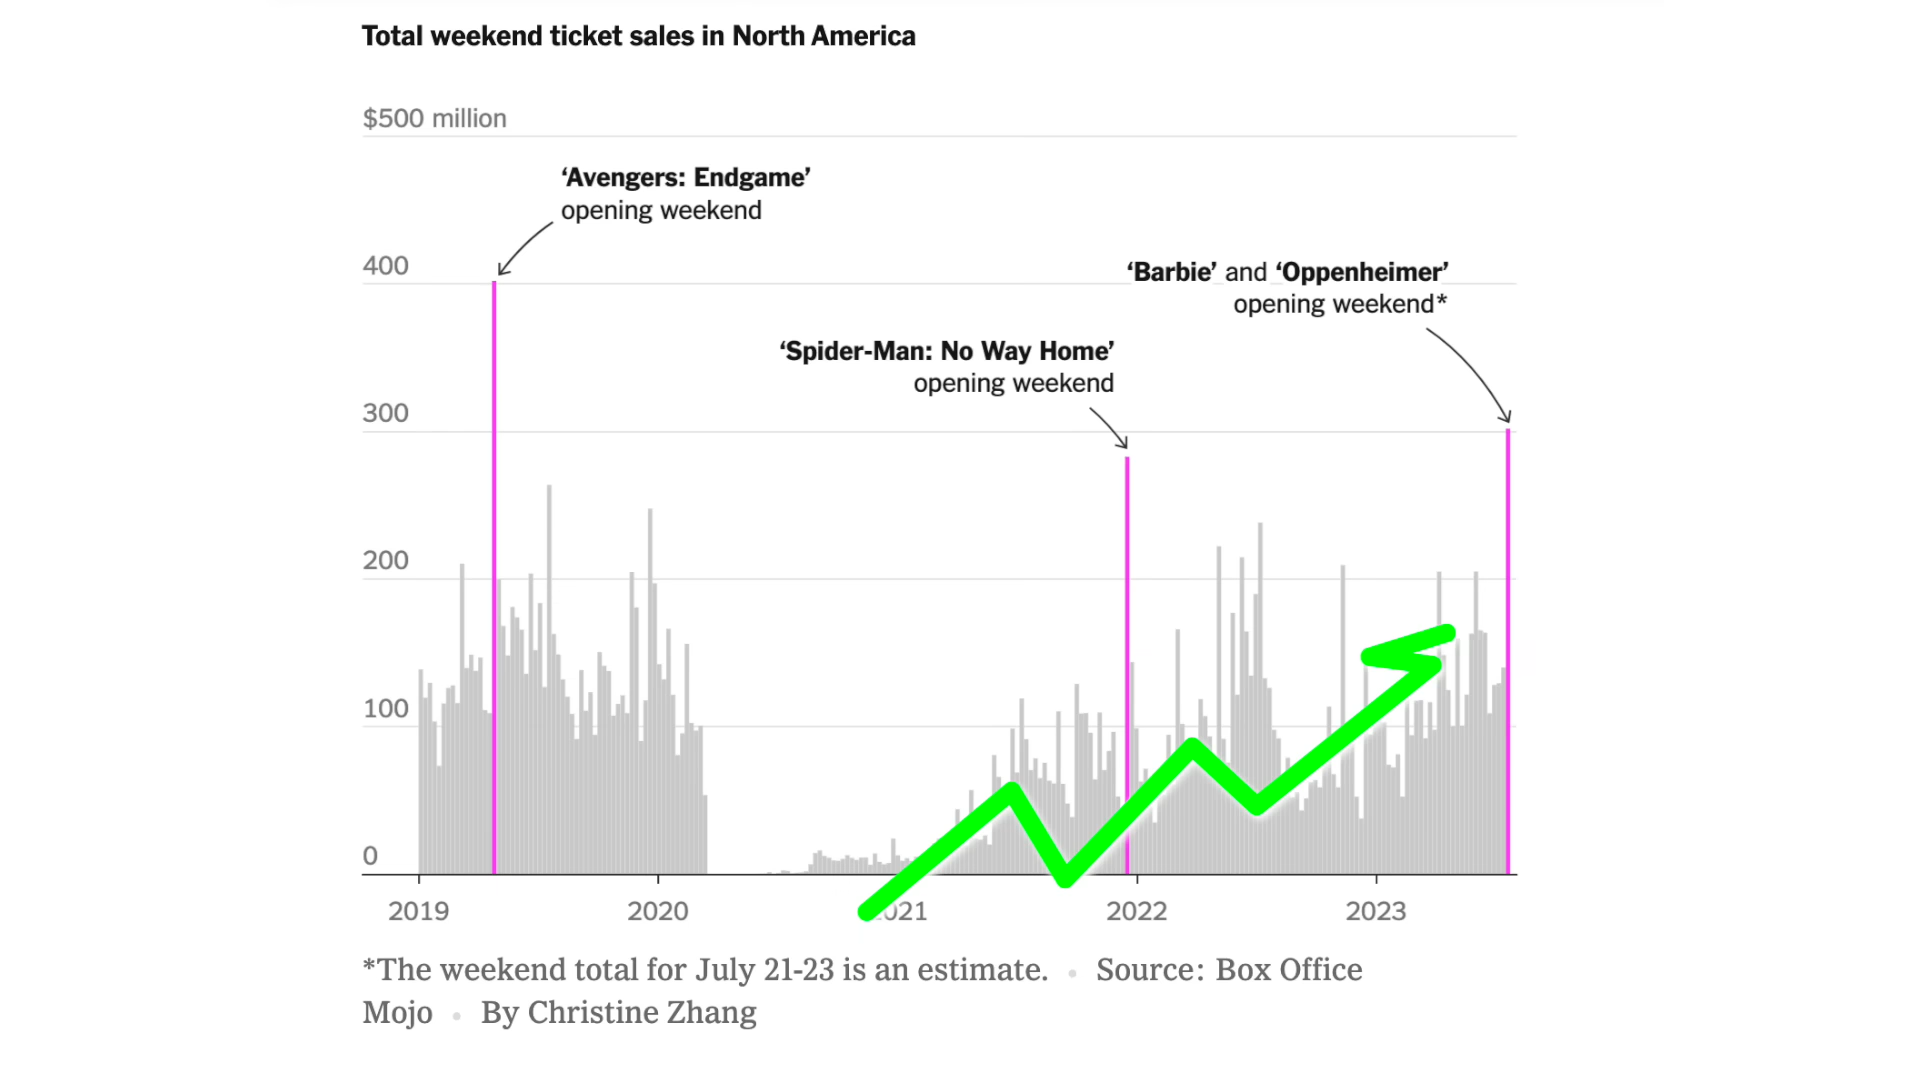 Total weekend ticket sales in North America
$500 million
‘Avengers: Endgame’
opening weekend
400
‘Barbie’ and ‘Oppenheimer’
opening weekend*
‘Spider-Man: No Way Home’
opening weekend
300
200
100
0
2019 2020 021 2022 2023
*The weekend total for July 21-23 is an estimate. • Source: Box Office
Mojo • By Christine Zhang